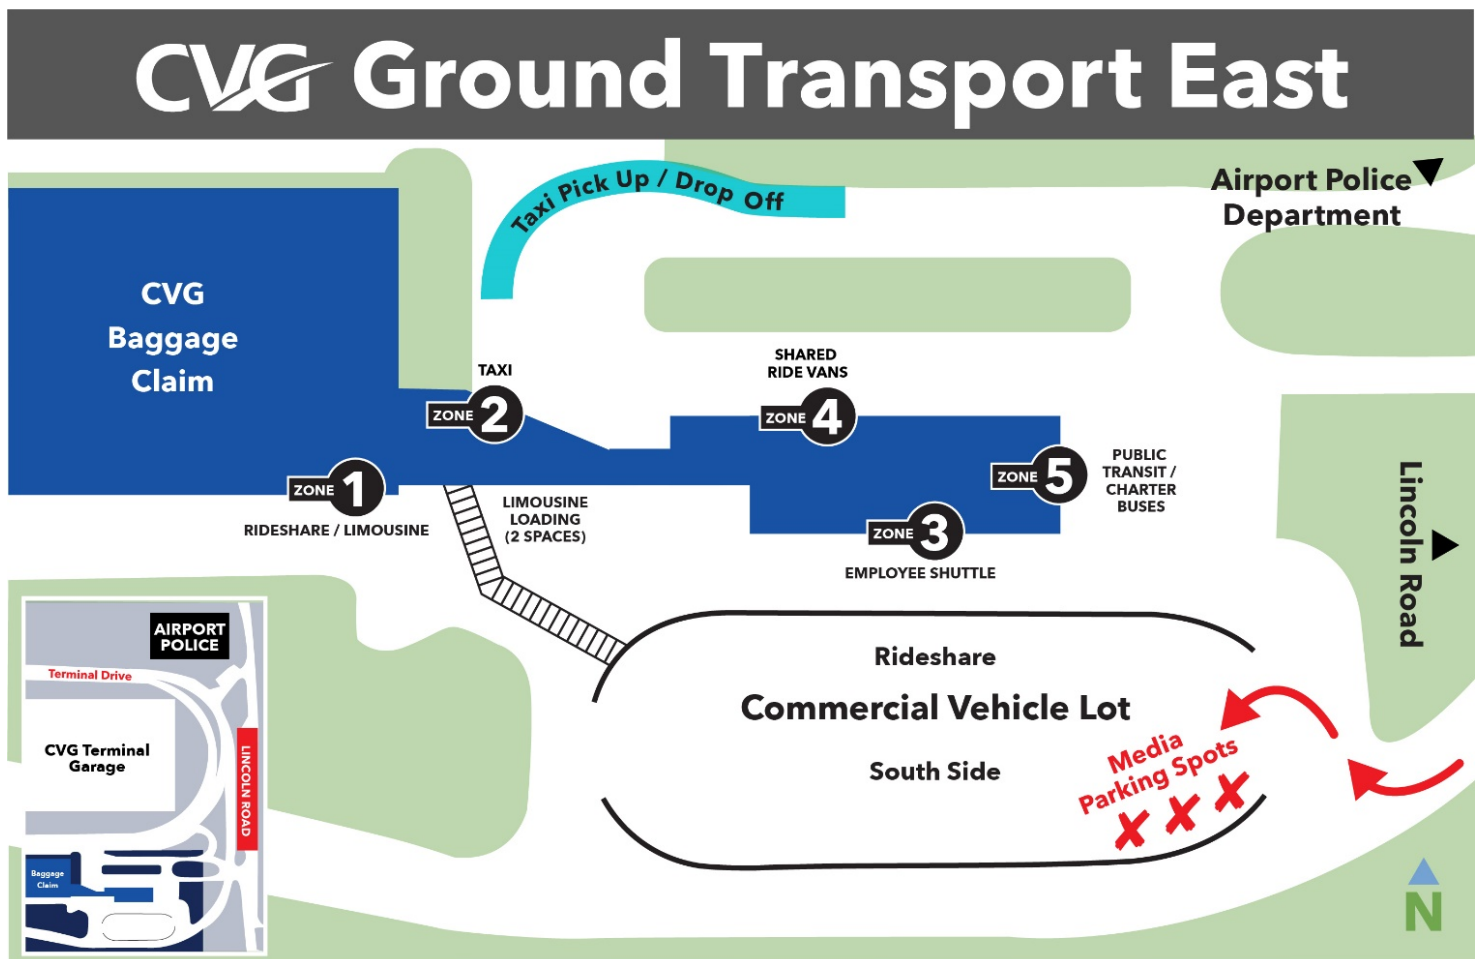 CVG Ground Transport East
Taxi Pick Up / Drop Off
Airport Police
Department
CVG
Baggage
Claim
TAXI
ZONE 2
SHARED
RIDE VANS
ZONE 4
ZONE 1
RIDESHARE / LIMOUSINE
LIMOUSINE
LOADING
(2 SPACES)
ZONE 5
PUBLIC
TRANSIT /
CHARTER
BUSES
ZONE 3
EMPLOYEE SHUTTLE
Lincoln Road
Rideshare
Commercial Vehicle Lot
South Side
Media
Parking Spots
N
AIRPORT
POLICE
Terminal Drive
CVG Terminal
Garage
LINCOLN ROAD
Baggage
Claim